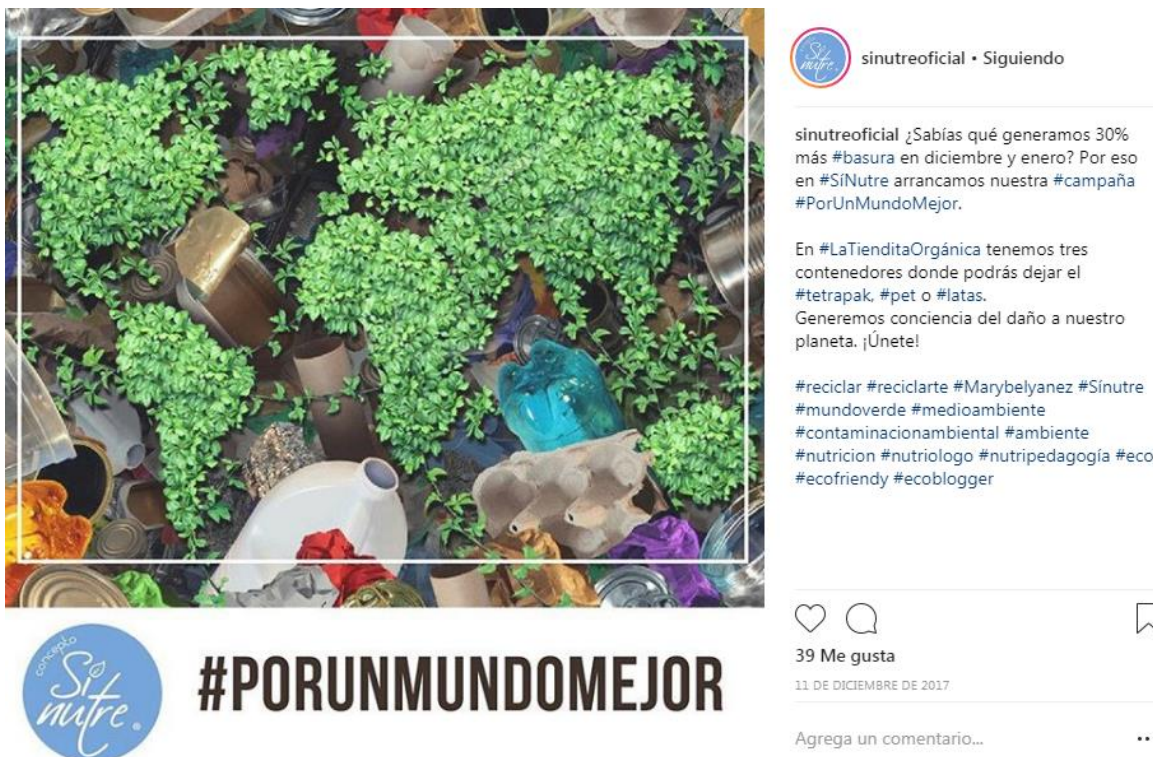 sinutreoficial • Siguiendo
sinutreoficial ¿Sabías qué generamos 30%
más #basura en diciembre y enero? Por eso
en #SíNutre arrancamos nuestra #campaña
#PorUnMundoMejor.
En #LaTienditaOrgánica tenemos tres
contenedores donde podrás dejar el
#tetrapak, #pet o #latas.
Generemos conciencia del daño a nuestro
planeta. ¡Únete!
#reciclar #reciclarte #Marybelyanez #Sínutre
#mundoverde #medioambiente
#contaminacionambiental #ambiente
#nutricion #nutriologo #nutripedagogía #eco
#ecofriendy #ecoblogger
39 Me gusta
11 DE DICIEMBRE DE 2017
Agrega un comentario...
concepto
Sí
nutre®
#PORUNMUNDOMEJOR